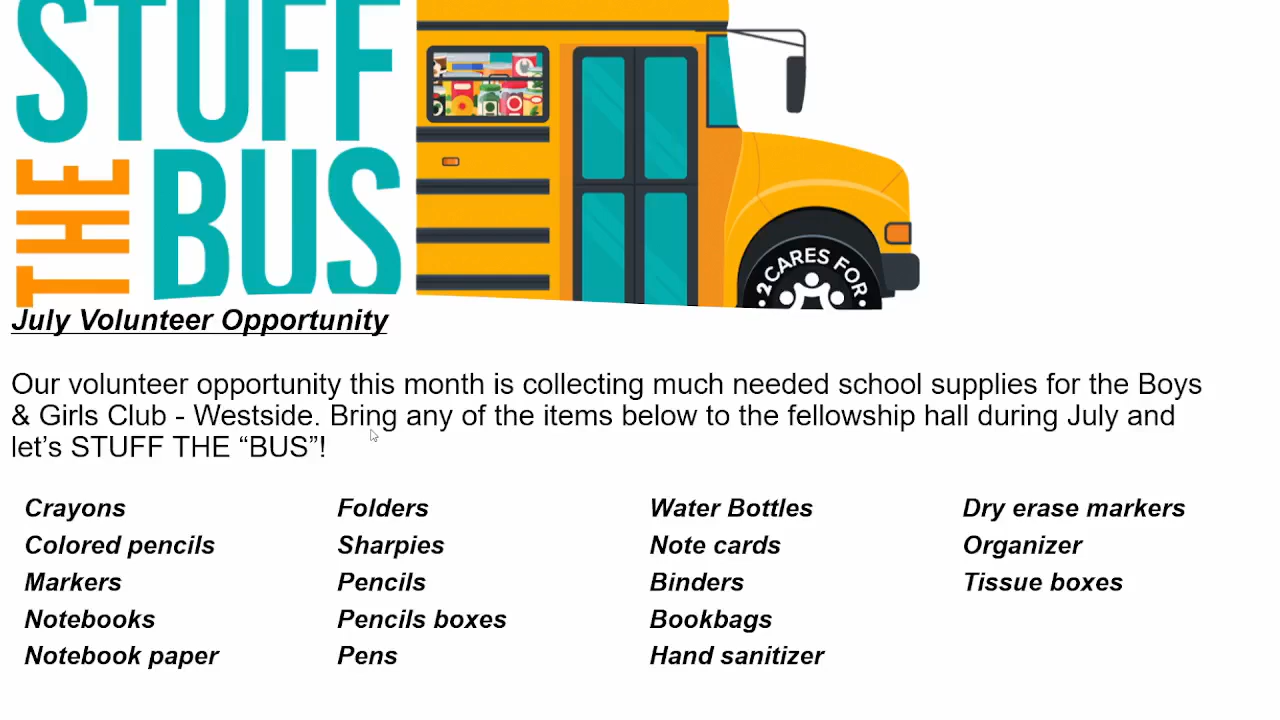 STUFF
THE
BUS
•2CARES FOR•
July Volunteer Opportunity
Our volunteer opportunity this month is collecting much needed school supplies for the Boys
& Girls Club - Westside. Bring any of the items below to the fellowship hall during July and
let's STUFF THE “BUS”!
Crayons
Colored pencils
Markers
Notebooks
Notebook paper
Folders
Sharpies
Pencils
Pencils boxes
Pens
Water Bottles
Note cards
Binders
Bookbags
Hand sanitizer
Dry erase markers
Organizer
Tissue boxes